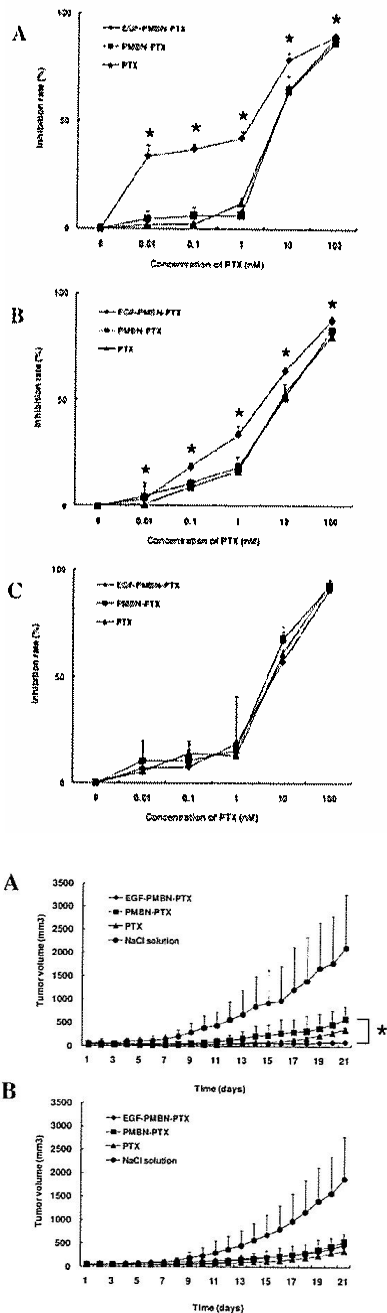 A
100
50
0
Inhibition rate (%)
EGF-PMBN-PTX
PMBN-PTX
PTX
★ ★ ★ ★ ★
0 0.01 0.1 1 10 100
Concentration of PTX (nM)
B
100
50
0
Inhibition rate (%)
EGF-PMBN-PTX
PMBN-PTX
PTX
★ ★ ★ ★ ★
0 0.01 0.1 1 10 100
Concentration of PTX (nM)
C
100
50
0
Inhibition rate (%)
EGF-PMBN-PTX
PMBN-PTX
PTX
0 0.01 0.1 1 10 100
Concentration of PTX (nM)
A
3500
3000
2500
2000
1500
1000
500
0
Tumor volume (mm3)
EGF-PMBN-PTX
PMBN-PTX
PTX
NaCl solution
*
1 3 5 7 9 11 13 15 17 19 21
Time (days)
B
3500
3000
2500
2000
1500
1000
500
0
Tumor volume (mm3)
EGF-PMBN-PTX
PMBN-PTX
PTX
NaCl solution
1 3 5 7 9 11 13 15 17 19 21
Time (days)